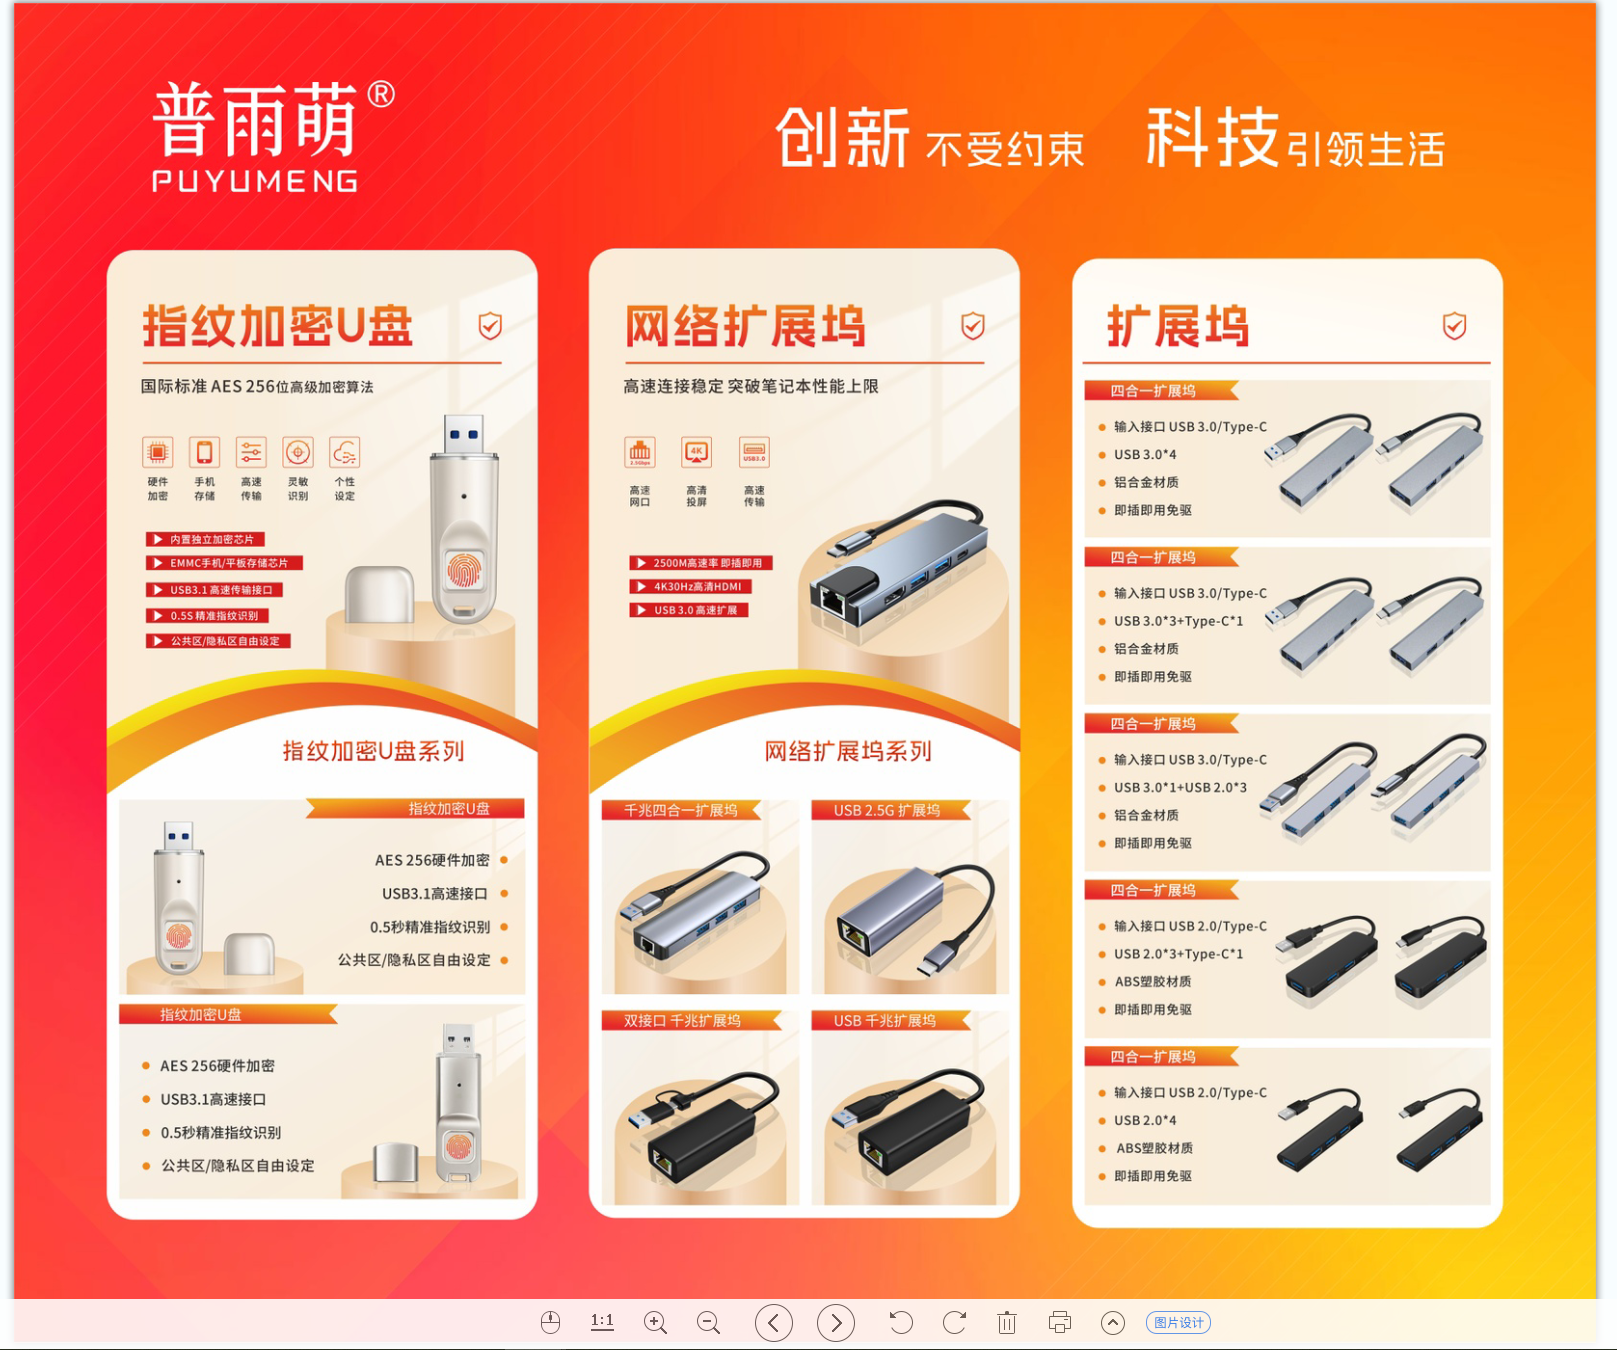 普雨萌®
PUYUMENG
创新 不受约束 科技引领生活
指纹加密U盘
国际标准 AES 256位高级加密算法
硬件
加密
手机
存储
高速
传输
灵敏
识别
个性
设定
内置独立加密芯片
EMMC手机/平板存储芯片
USB3.1 高速传输接口
0.5S 精准指纹识别
公共区/隐私区自由设定
指纹加密U盘系列
指纹加密U盘
AES 256硬件加密
USB3.1高速接口
0.5秒精准指纹识别
公共区/隐私区自由设定
指纹加密U盘
AES 256硬件加密
USB3.1高速接口
0.5秒精准指纹识别
公共区/隐私区自由设定
网络扩展坞
高速连接稳定 突破笔记本性能上限
2.5Gbps
高速
网口
4K
高清
投屏
USB3.0
高速
传输
2500M高速率 即插即用
4K30Hz高清HDMI
USB 3.0 高速扩展
网络扩展坞系列
千兆四合一扩展坞
USB 2.5G 扩展坞
双接口 千兆扩展坞
USB 千兆扩展坞
扩展坞
四合一扩展坞
输入接口 USB 3.0/Type-C
USB 3.0*4
铝合金材质
即插即用免驱
四合一扩展坞
输入接口 USB 3.0/Type-C
USB 3.0*3+Type-C*1
铝合金材质
即插即用免驱
四合一扩展坞
输入接口 USB 3.0/Type-C
USB 3.0*1+USB 2.0*3
铝合金材质
即插即用免驱
四合一扩展坞
输入接口 USB 2.0/Type-C
USB 2.0*3+Type-C*1
ABS塑胶材质
即插即用免驱
四合一扩展坞
输入接口 USB 2.0/Type-C
USB 2.0*4
ABS塑胶材质
即插即用免驱
1:1
图片设计